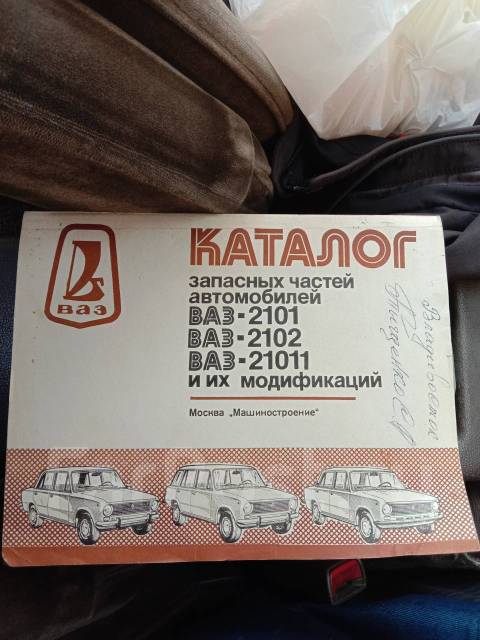 ВАЗ
КАТАЛОГ
запасных частей
автомобилей
ВАЗ-2101
ВАЗ-2102
ВАЗ-21011
и их модификаций
Москва „Машиностроение"